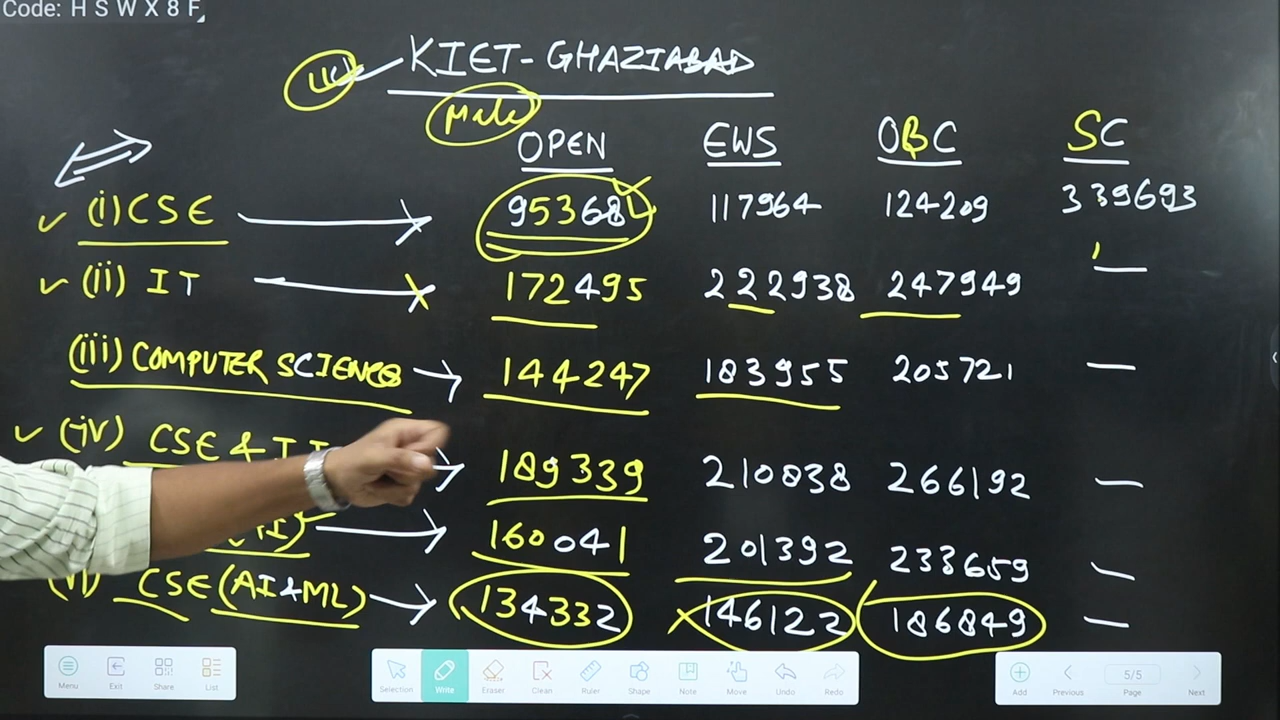 Code: H S W X 8 F
KIET-GHAZIABAD
Male
OPEN EWS OBC SC
(i) CSE 95368 117964 124209 339693
(ii) IT 172495 222938 247949 —
(iii) COMPUTER SCIENCE 144247 183955 205721 —
(iv) CSE & 189339 210838 266192 —
160041 201392 233659 —
CSE (AI & ML) 134332 146122 186849 —
Menu Exit Share List Selection Write Eraser Clean Ruler Shape Note Move Undo Redo Add Previous 5/5 Page Next